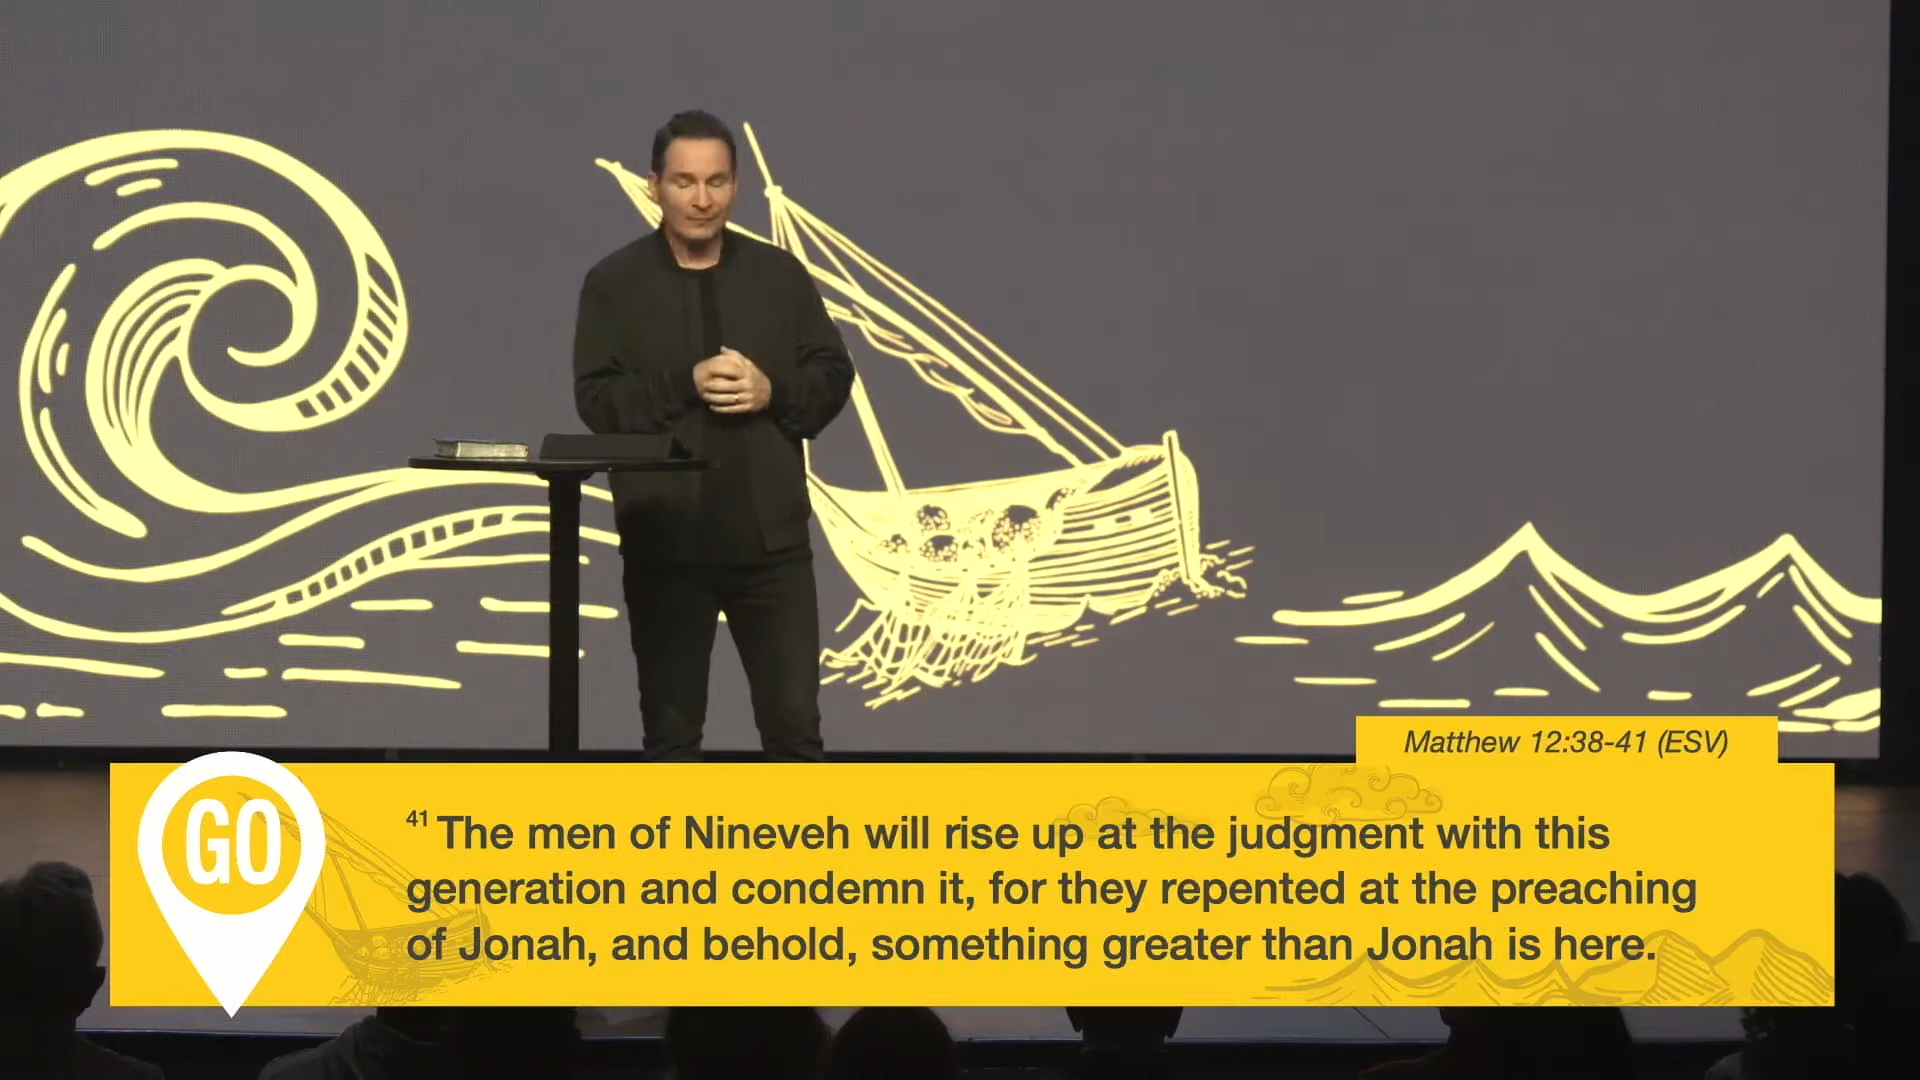 Matthew 12:38-41 (ESV)
GO
41 The men of Nineveh will rise up at the judgment with this
generation and condemn it, for they repented at the preaching
of Jonah, and behold, something greater than Jonah is here.